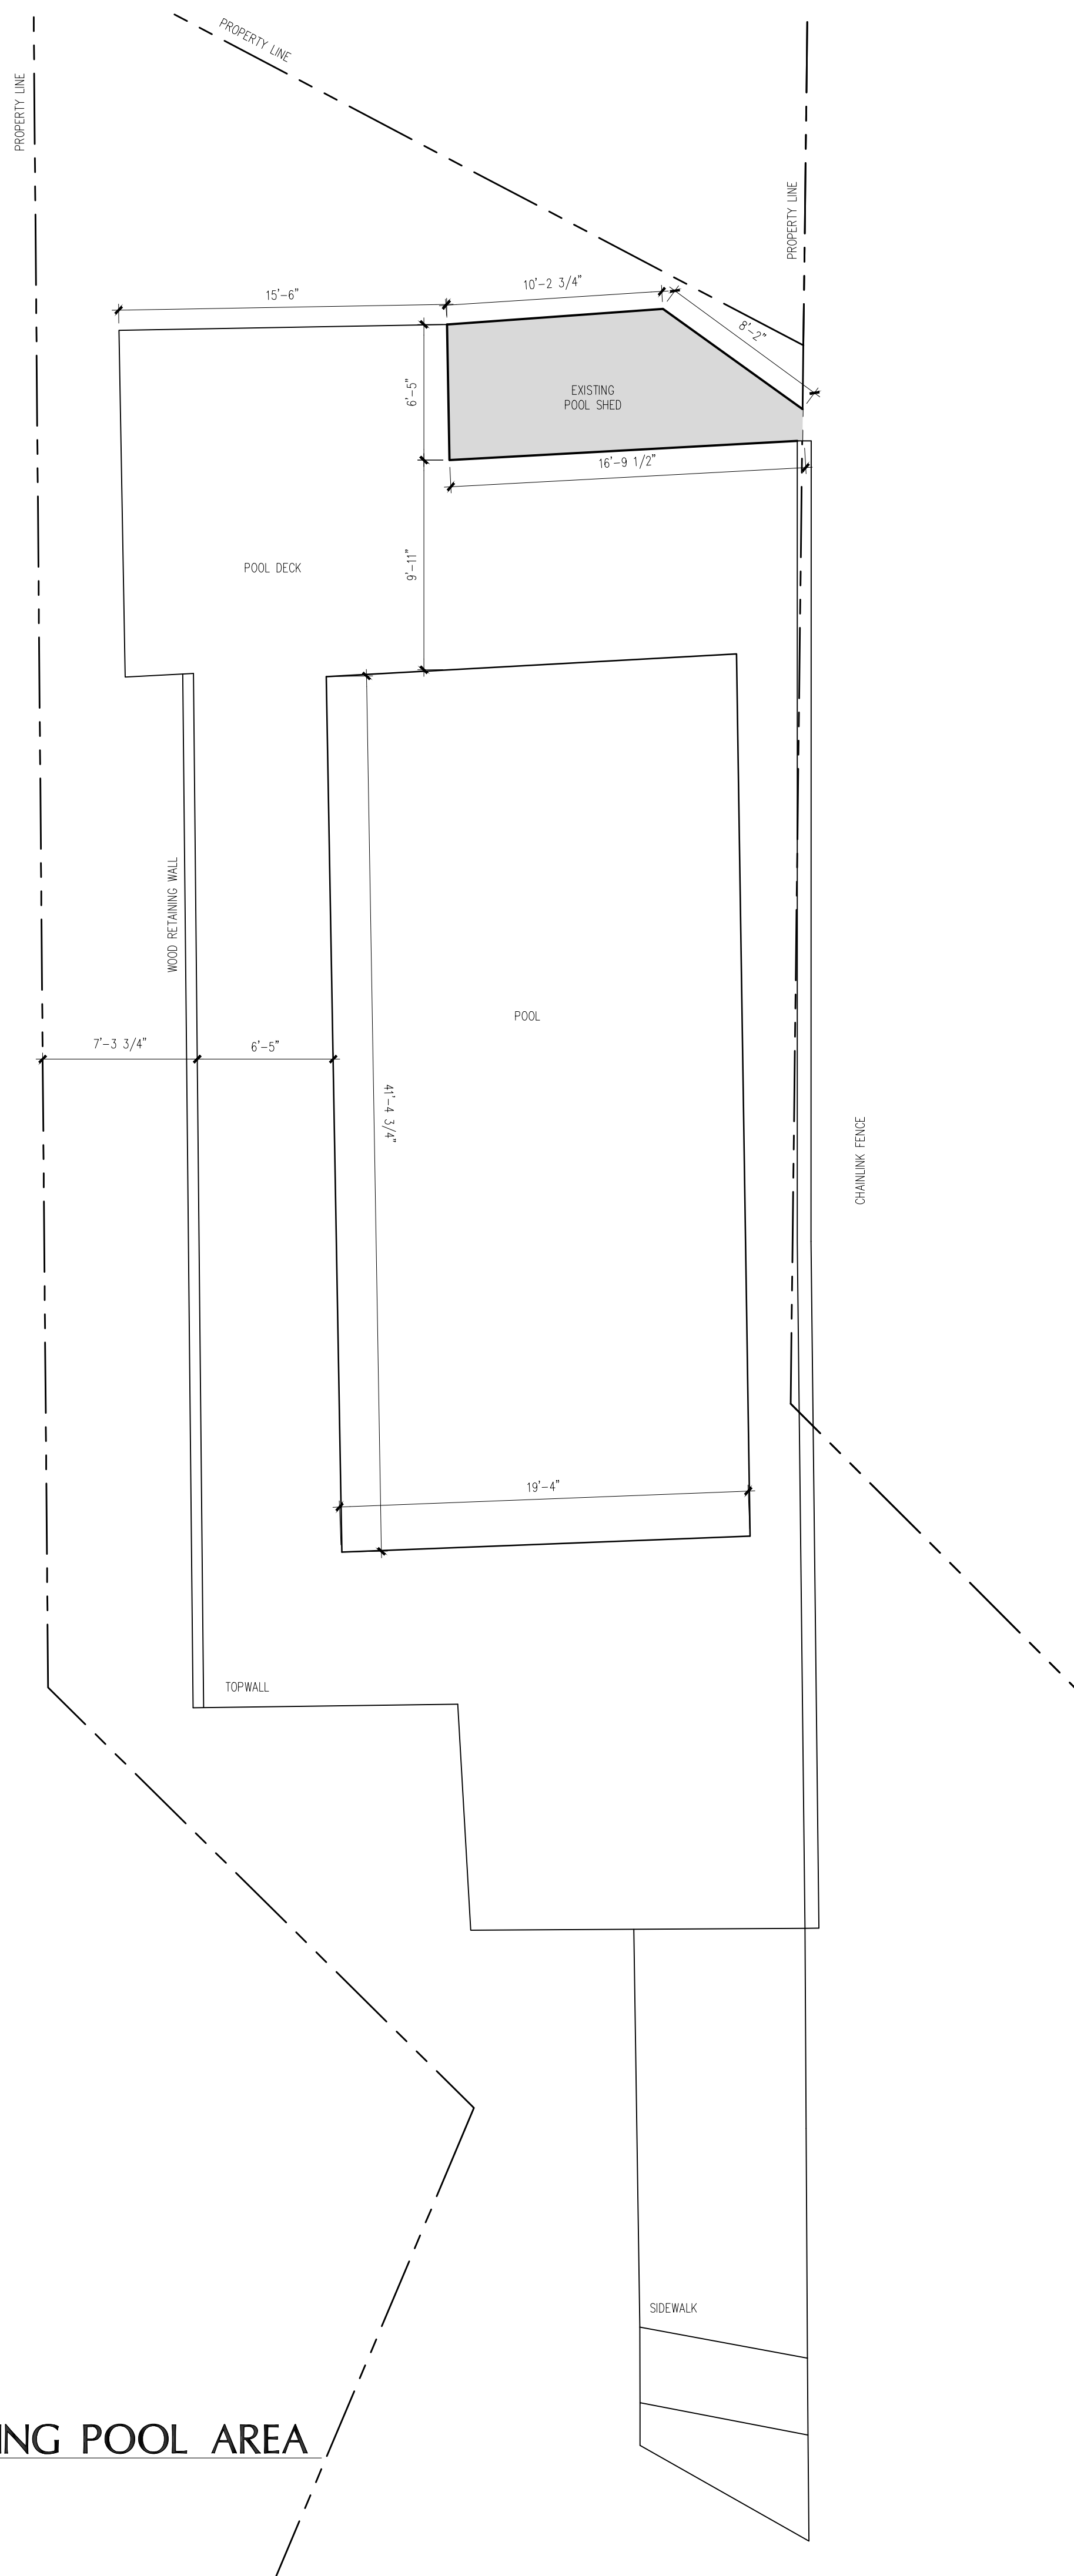 PROPERTY LINE
PROPERTY LINE
PROPERTY LINE
15'-6"
10'-2 3/4"
8'-2"
6'-5"
EXISTING
POOL SHED
16'-9 1/2"
9'-11"
POOL DECK
WOOD RETAINING WALL
POOL
7'-3 3/4"
6'-5"
41'-4 3/4"
CHAINLINK FENCE
19'-4"
TOPWALL
SIDEWALK
ING POOL AREA